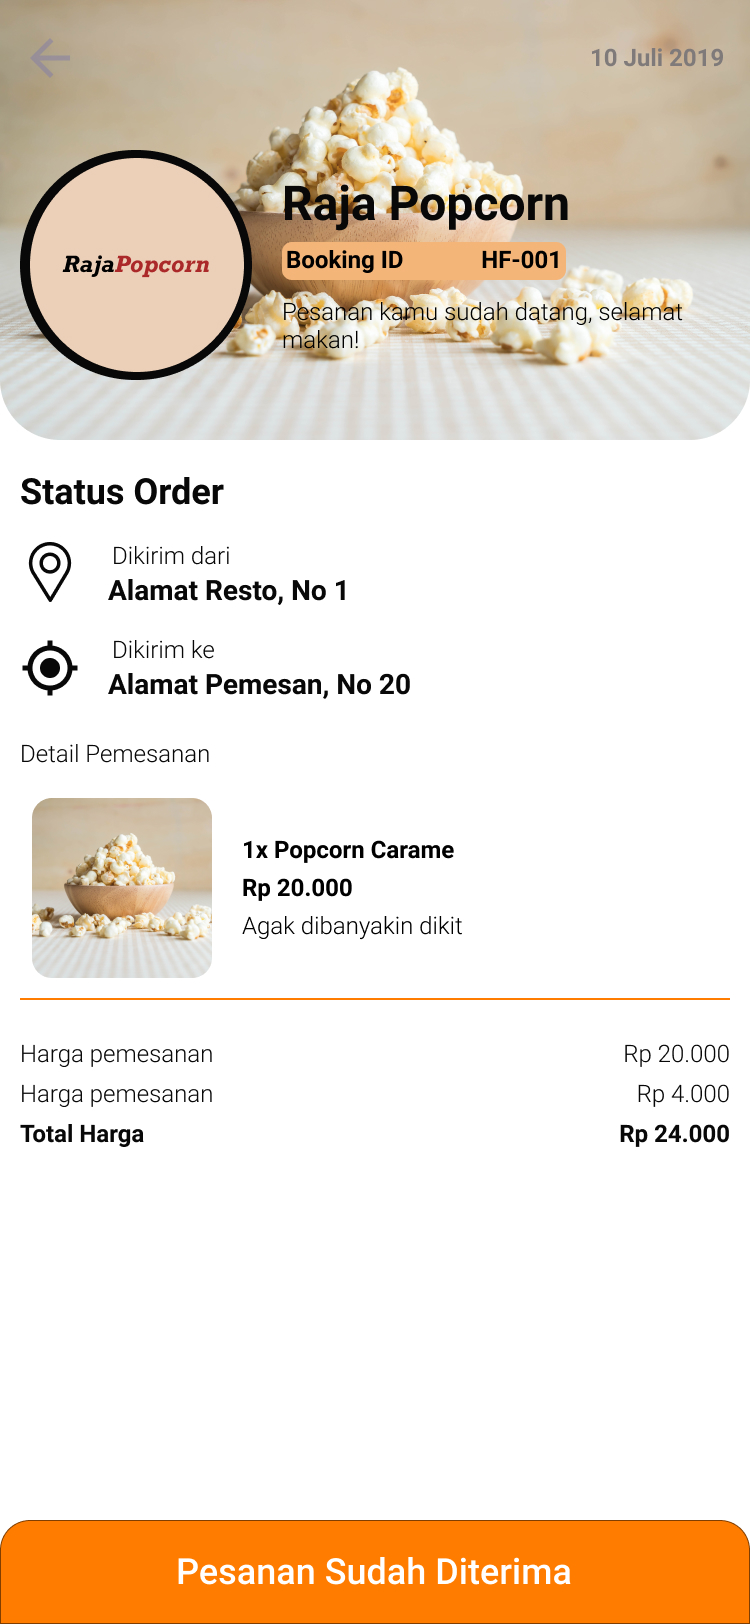 10 Juli 2019
RajaPopcorn
Raja Popcorn
Booking ID HF-001
Pesanan kamu sudah datang, selamat
makan!
Status Order
Dikirim dari
Alamat Resto, No 1
Dikirim ke
Alamat Pemesan, No 20
Detail Pemesanan
1x Popcorn Carame
Rp 20.000
Agak dibanyakin dikit
Harga pemesanan Rp 20.000
Harga pemesanan Rp 4.000
Total Harga Rp 24.000
Pesanan Sudah Diterima